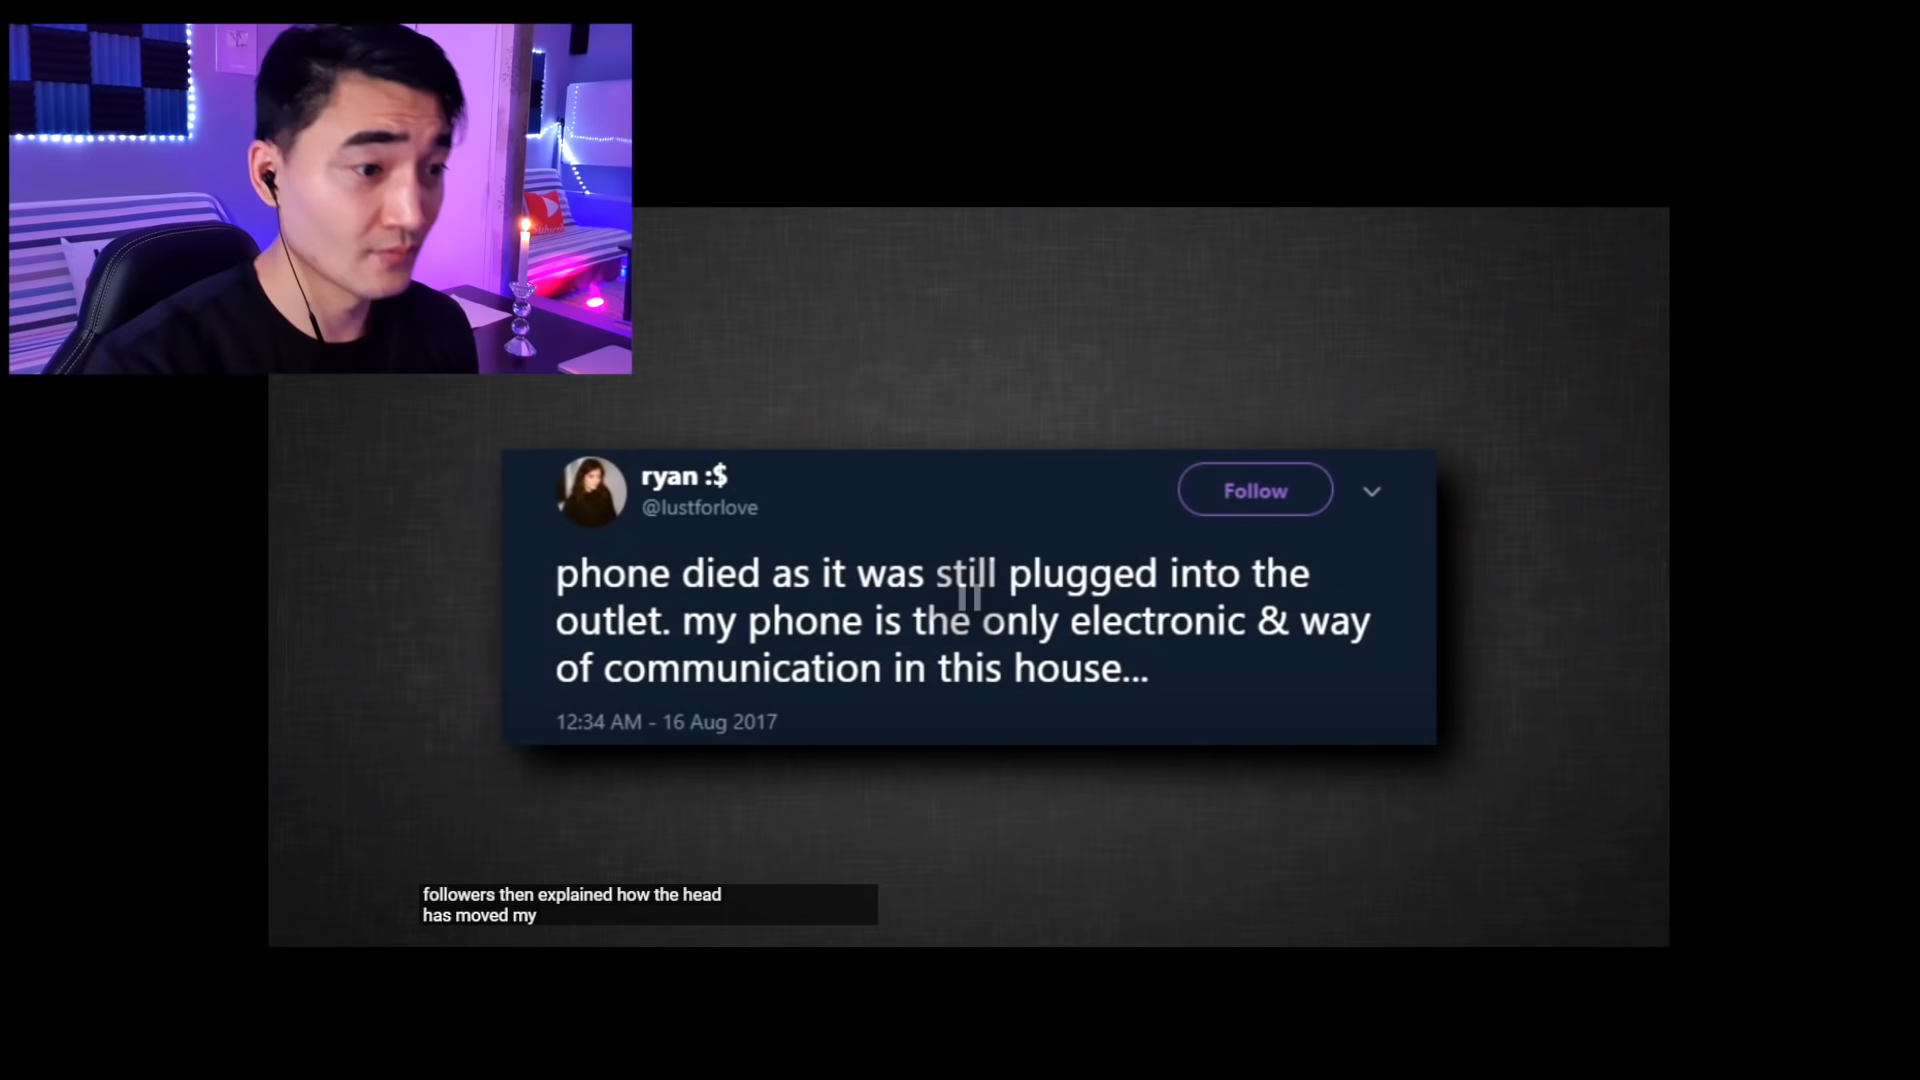 Subscribe
ryan :$
@lustforlove
Follow
phone died as it was still plugged into the
outlet. my phone is the only electronic & way
of communication in this house...
12:34 AM - 16 Aug 2017
followers then explained how the head
has moved my